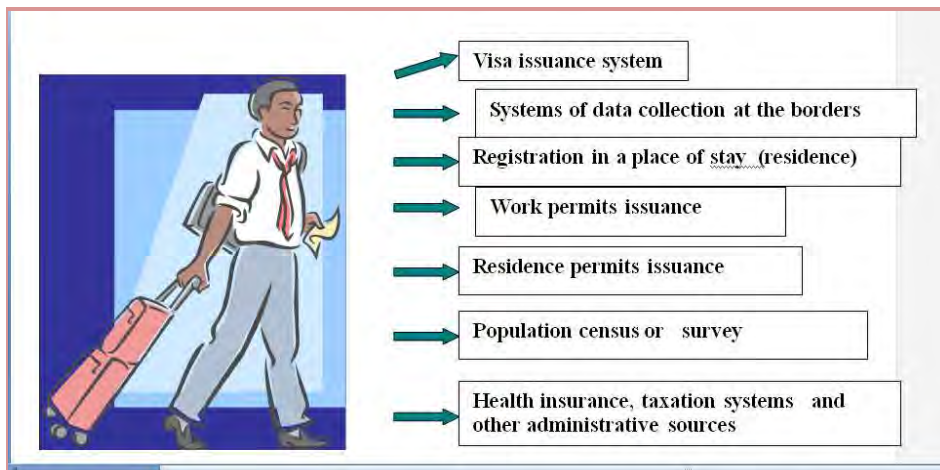 Visa issuance system
Systems of data collection at the borders
Registration in a place of stay (residence)
Work permits issuance
Residence permits issuance
Population census or survey
Health insurance, taxation systems and
other administrative sources